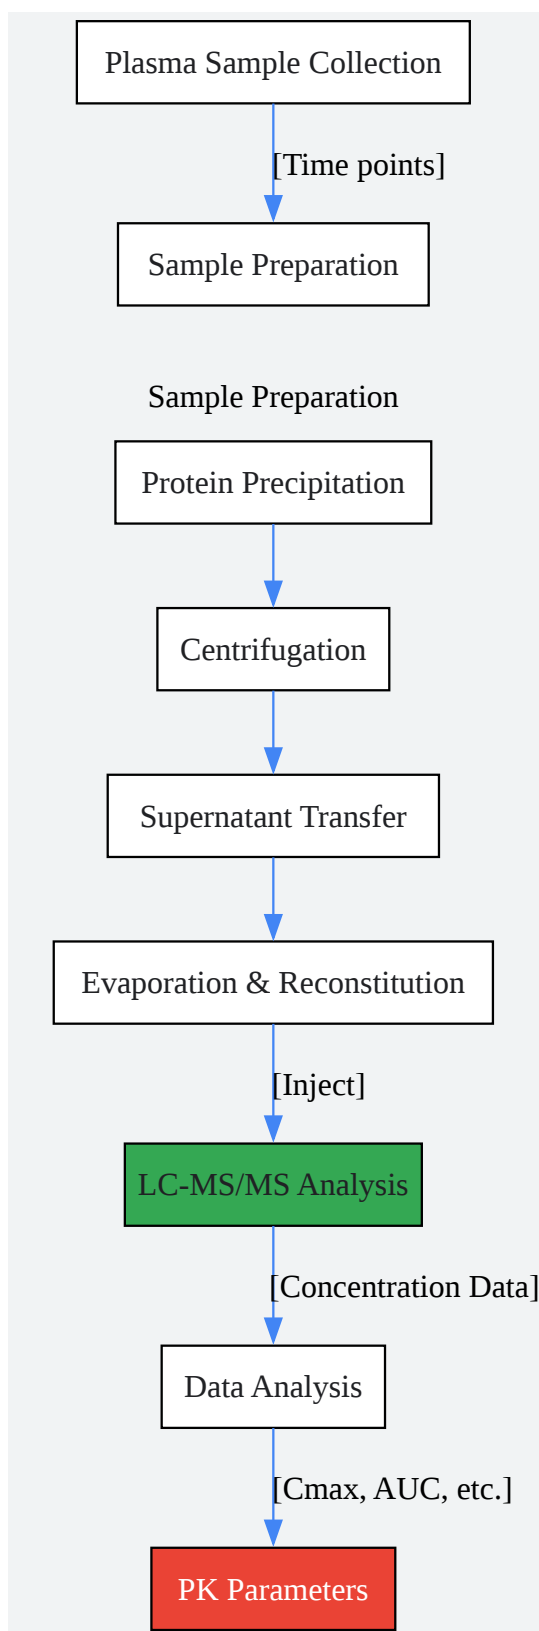 Plasma Sample Collection
[Time points]
Sample Preparation
Sample Preparation
Protein Precipitation
Centrifugation
Supernatant Transfer
Evaporation & Reconstitution
[Inject]
LC-MS/MS Analysis
[Concentration Data]
Data Analysis
[Cmax, AUC, etc.]
PK Parameters